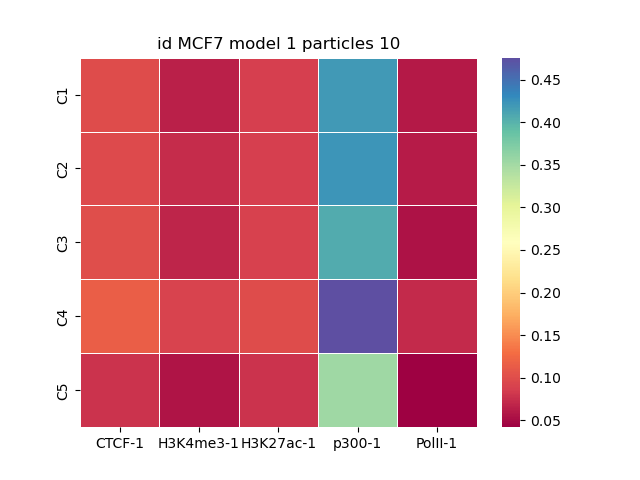 id MCF7 model 1 particles 10
C1
C2
C3
C4
C5
CTCF-1 H3K4me3-1 H3K27ac-1 p300-1 PolII-1
0.45
0.40
0.35
0.30
0.25
0.20
0.15
0.10
0.05